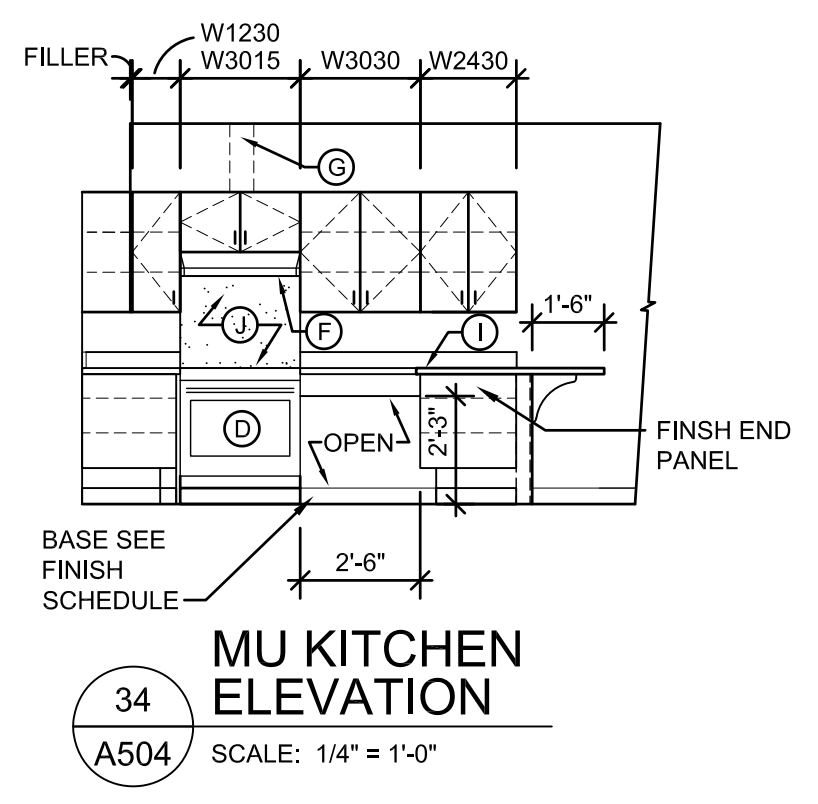 W1230
FILLER
W3015
W3030
W2430
G
1'-6"
J
F
I
D
OPEN
2'-3"
FINSH END
PANEL
BASE SEE
FINISH
SCHEDULE
2'-6"
MU KITCHEN
ELEVATION
34
A504
SCALE: 1/4" = 1'-0"